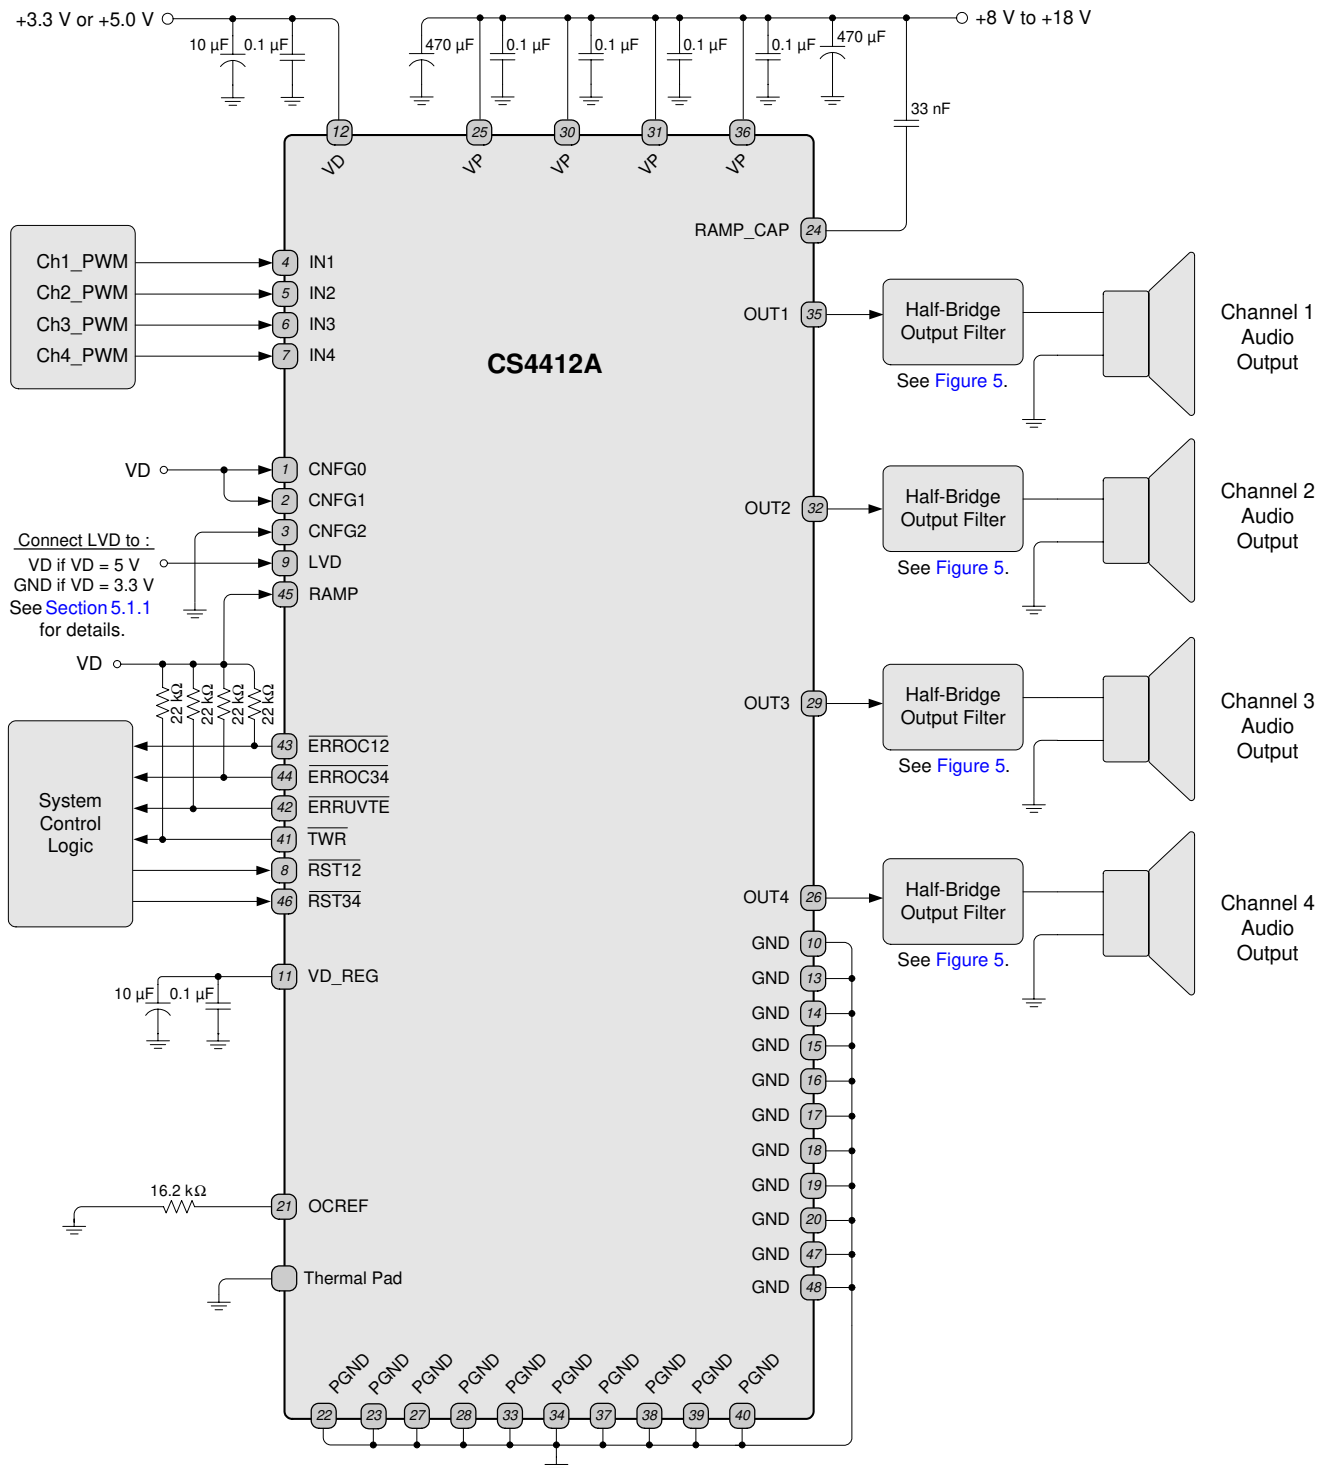 +3.3 V or +5.0 V
+8 V to +18 V
10 µF
0.1 µF
470 µF
0.1 µF
0.1 µF
0.1 µF
0.1 µF
470 µF
33 nF
12
25
30
31
36
VD
VP
VP
VP
VP
RAMP_CAP
24
Ch1_PWM
Ch2_PWM
Ch3_PWM
Ch4_PWM
4
IN1
5
IN2
6
IN3
7
IN4
CS4412A
OUT1
35
Half-Bridge
Output Filter
See Figure 5.
Channel 1
Audio
Output
VD
1
CNFG0
2
CNFG1
3
CNFG2
9
LVD
45
RAMP
Connect LVD to :
VD if VD = 5 V
GND if VD = 3.3 V
See Section 5.1.1
for details.
OUT2
32
Half-Bridge
Output Filter
See Figure 5.
Channel 2
Audio
Output
VD
22 kΩ
22 kΩ
22 kΩ
22 kΩ
OUT3
29
Half-Bridge
Output Filter
See Figure 5.
Channel 3
Audio
Output
System
Control
Logic
43
ERROC12
44
ERROC34
42
ERRUVTE
41
TWR
8
RST12
46
RST34
OUT4
26
Half-Bridge
Output Filter
See Figure 5.
Channel 4
Audio
Output
10 µF
0.1 µF
11
VD_REG
GND
10
GND
13
GND
14
GND
15
GND
16
GND
17
GND
18
GND
19
GND
20
GND
47
GND
48
16.2 kΩ
21
OCREF
Thermal Pad
PGND
PGND
PGND
PGND
PGND
PGND
PGND
PGND
PGND
PGND
22
23
27
28
33
34
37
38
39
40